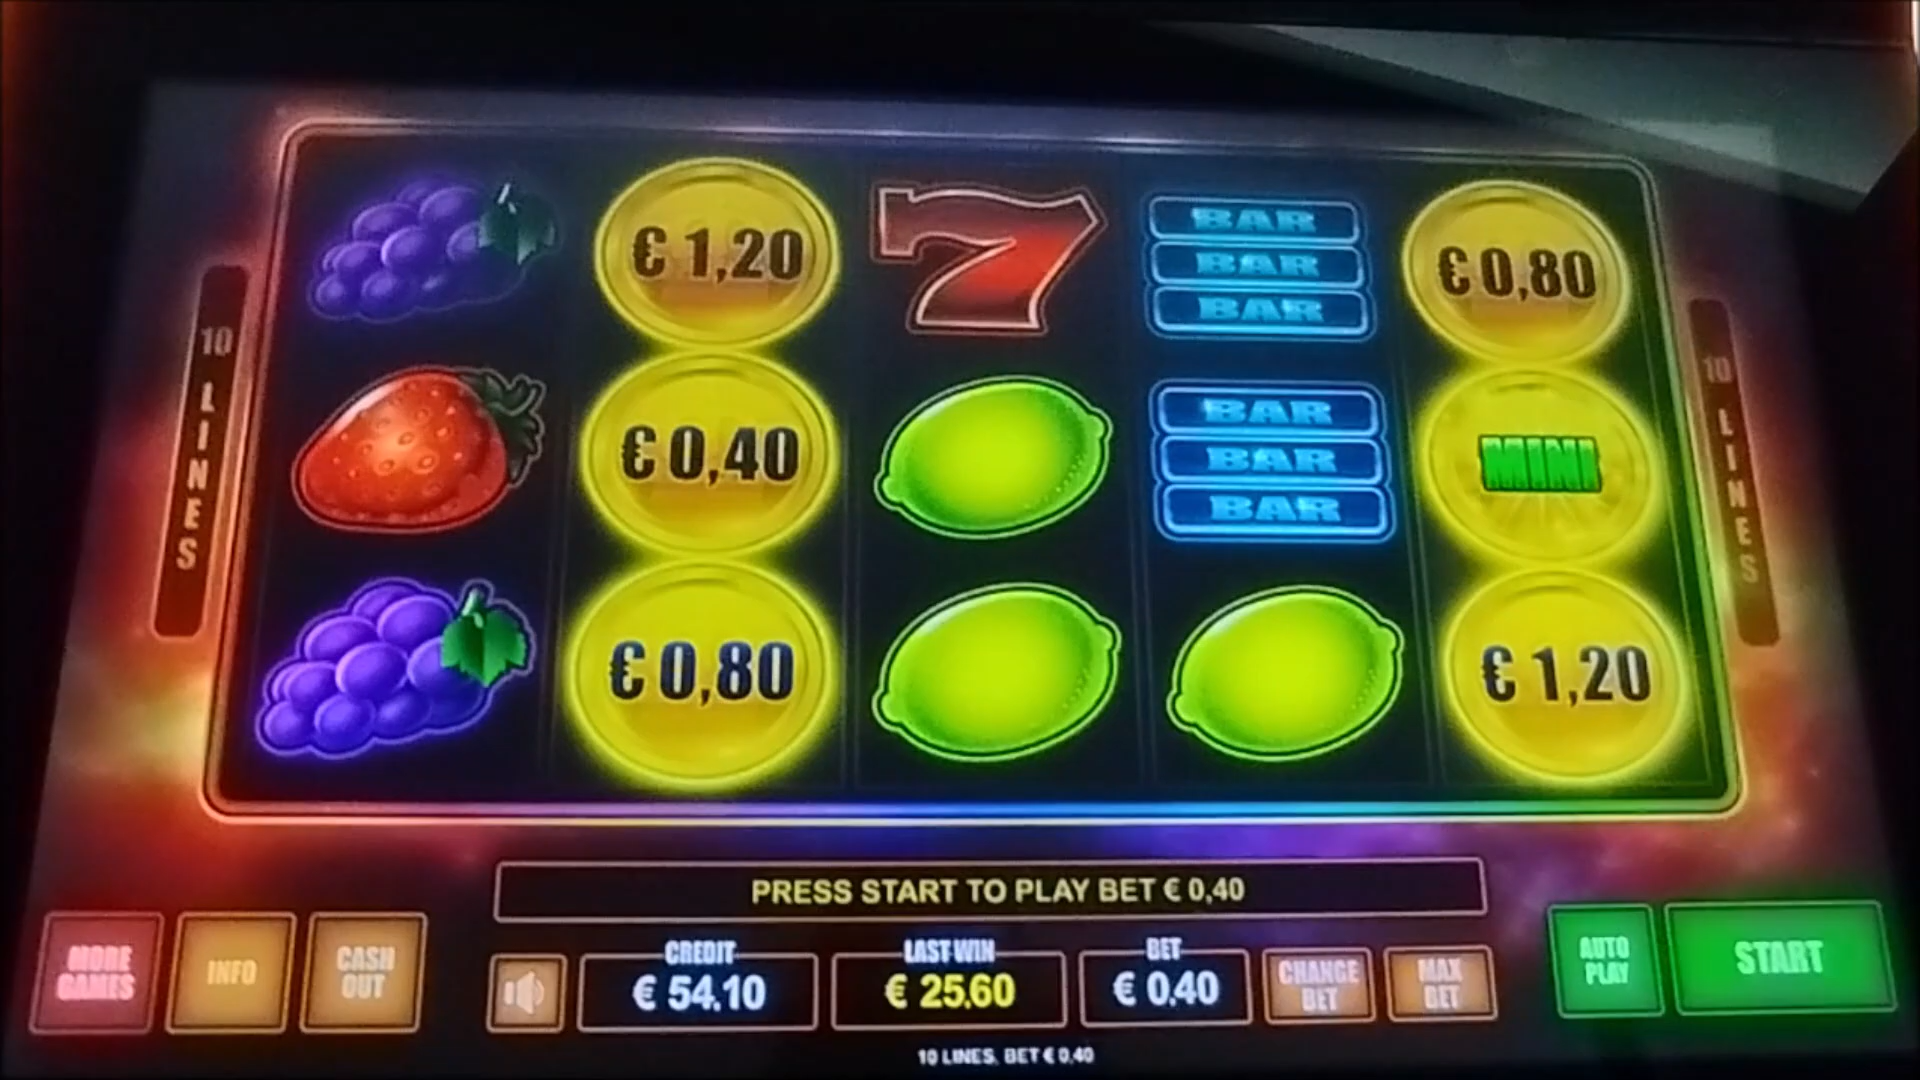 € 1,20
BAR
BAR
BAR
€ 0,80
10 LINES
€ 0,40
BAR
BAR
BAR
MINI
10 LINES
€ 0,80
€ 1,20
PRESS START TO PLAY BET € 0,40
MORE GAMES
INFO
CASH OUT
CREDIT
€ 54,10
LAST WIN
€ 25,60
BET
€ 0,40
CHANGE BET
MAX BET
AUTO PLAY
START
10 LINES, BET € 0,40